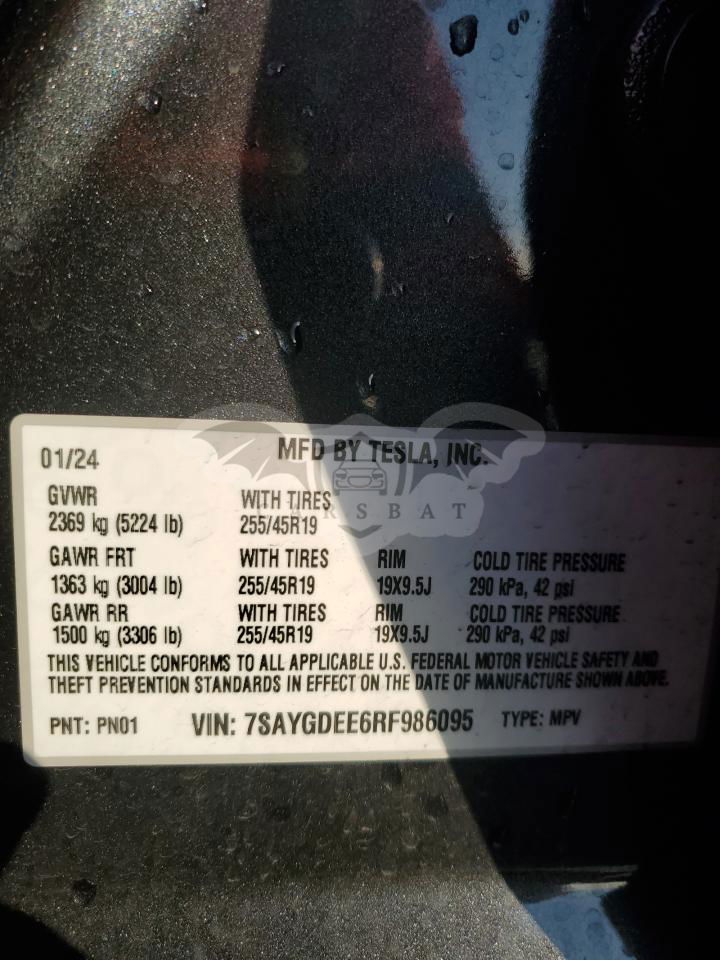 01/24 MFD BY TESLA, INC.
GVWR WITH TIRES
2369 kg (5224 lb) 255/45R19
CARSBAT
GAWR FRT WITH TIRES RIM COLD TIRE PRESSURE
1363 kg (3004 lb) 255/45R19 19X9.5J 290 kPa, 42 psi
GAWR RR WITH TIRES RIM COLD TIRE PRESSURE
1500 kg (3306 lb) 255/45R19 19X9.5J 290 kPa, 42 psi
THIS VEHICLE CONFORMS TO ALL APPLICABLE U.S. FEDERAL MOTOR VEHICLE SAFETY AND
THEFT PREVENTION STANDARDS IN EFFECT ON THE DATE OF MANUFACTURE SHOWN ABOVE.
PNT: PN01 VIN: 7SAYGDEE6RF986095 TYPE: MPV